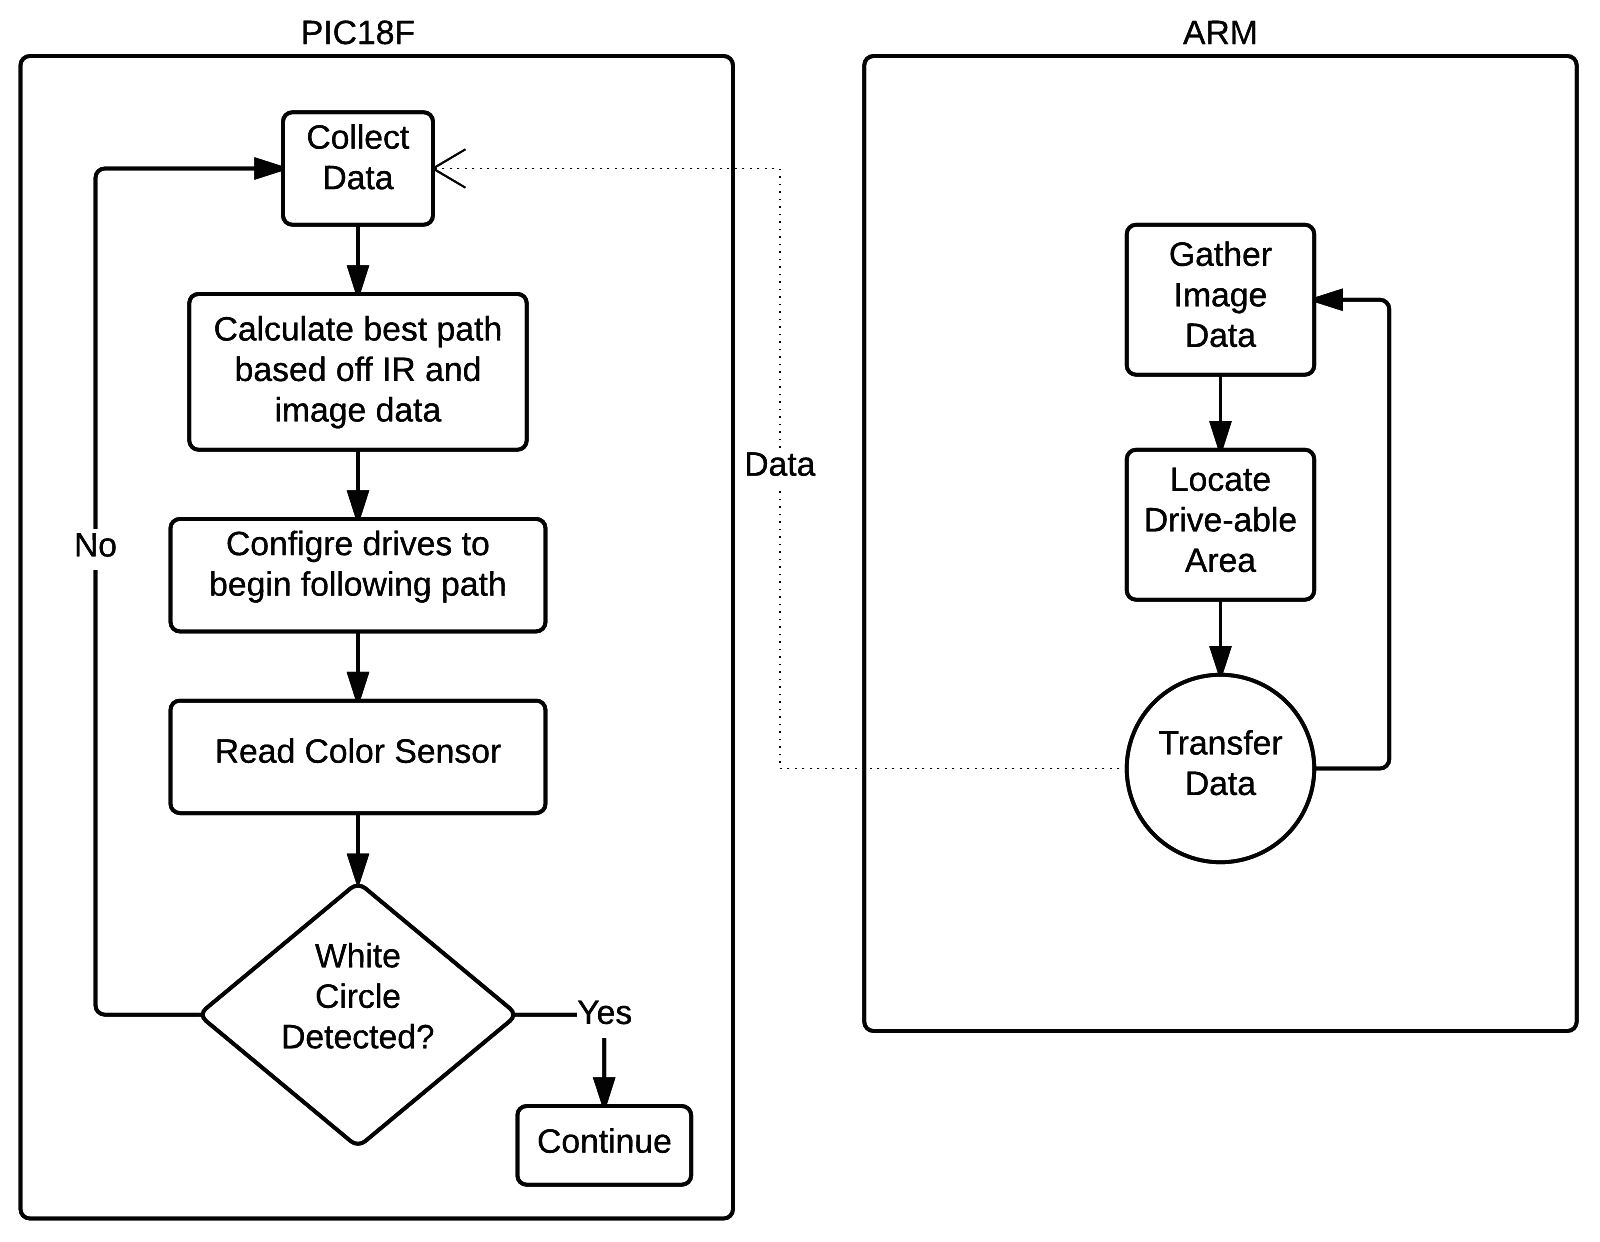 PIC18F
Collect
Data
Calculate best path
based off IR and
image data
Configre drives to
begin following path
No
Read Color Sensor
White
Circle
Detected?
Yes
Continue
Data
ARM
Gather
Image
Data
Locate
Drive-able
Area
Transfer
Data